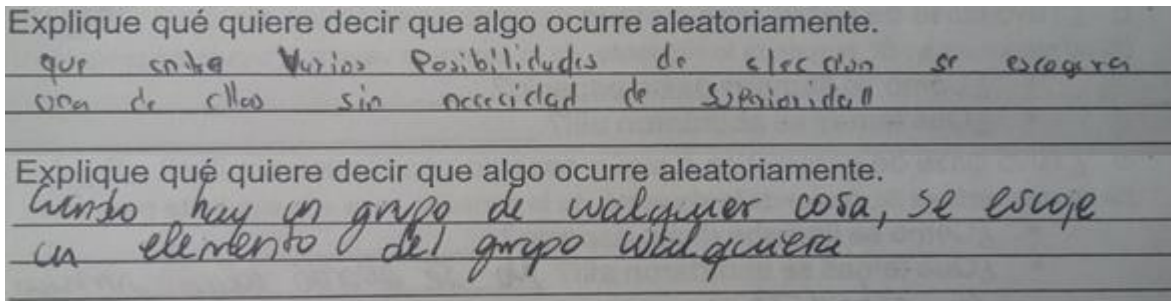 Explique qué quiere decir que algo ocurre aleatoriamente.
que entre Varios Posibilidades de eleccion se escogera
una de ellas sin nececidad de Superioridad
Explique qué quiere decir que algo ocurre aleatoriamente.
Cuando hay un grupo de cualquier cosa, se escoje
un elemento del grupo cualquiera